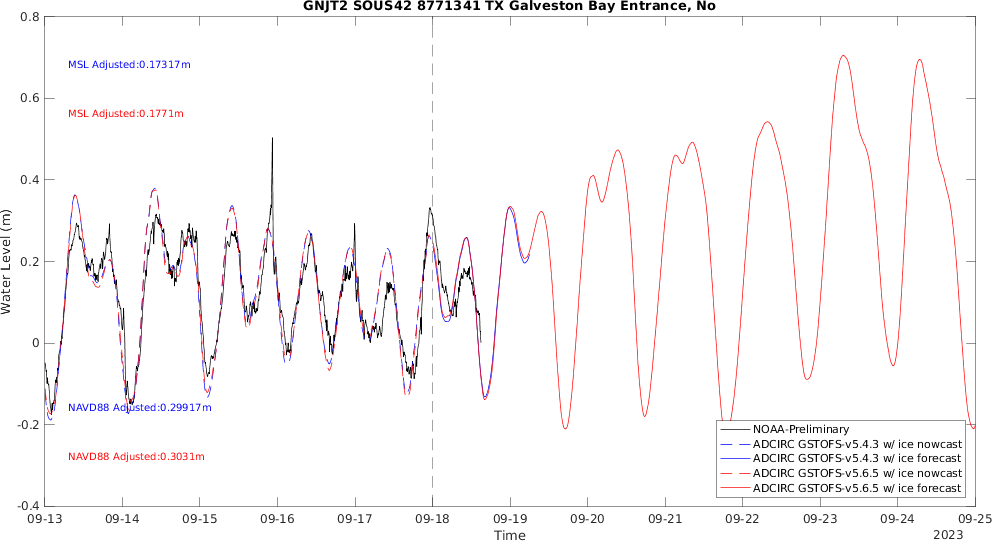 GNJT2 SOUS42 8771341 TX Galveston Bay Entrance, No
0.8
0.6
0.4
0.2
0
-0.2
-0.4
Water Level (m)
MSL Adjusted:0.17317m
MSL Adjusted:0.1771m
NAVD88 Adjusted:0.29917m
NAVD88 Adjusted:0.3031m
NOAA-Preliminary
ADCIRC GSTOFS-v5.4.3 w/ ice nowcast
ADCIRC GSTOFS-v5.4.3 w/ ice forecast
ADCIRC GSTOFS-v5.6.5 w/ ice nowcast
ADCIRC GSTOFS-v5.6.5 w/ ice forecast
09-13 09-14 09-15 09-16 09-17 09-18 09-19 09-20 09-21 09-22 09-23 09-24 09-25
Time
2023